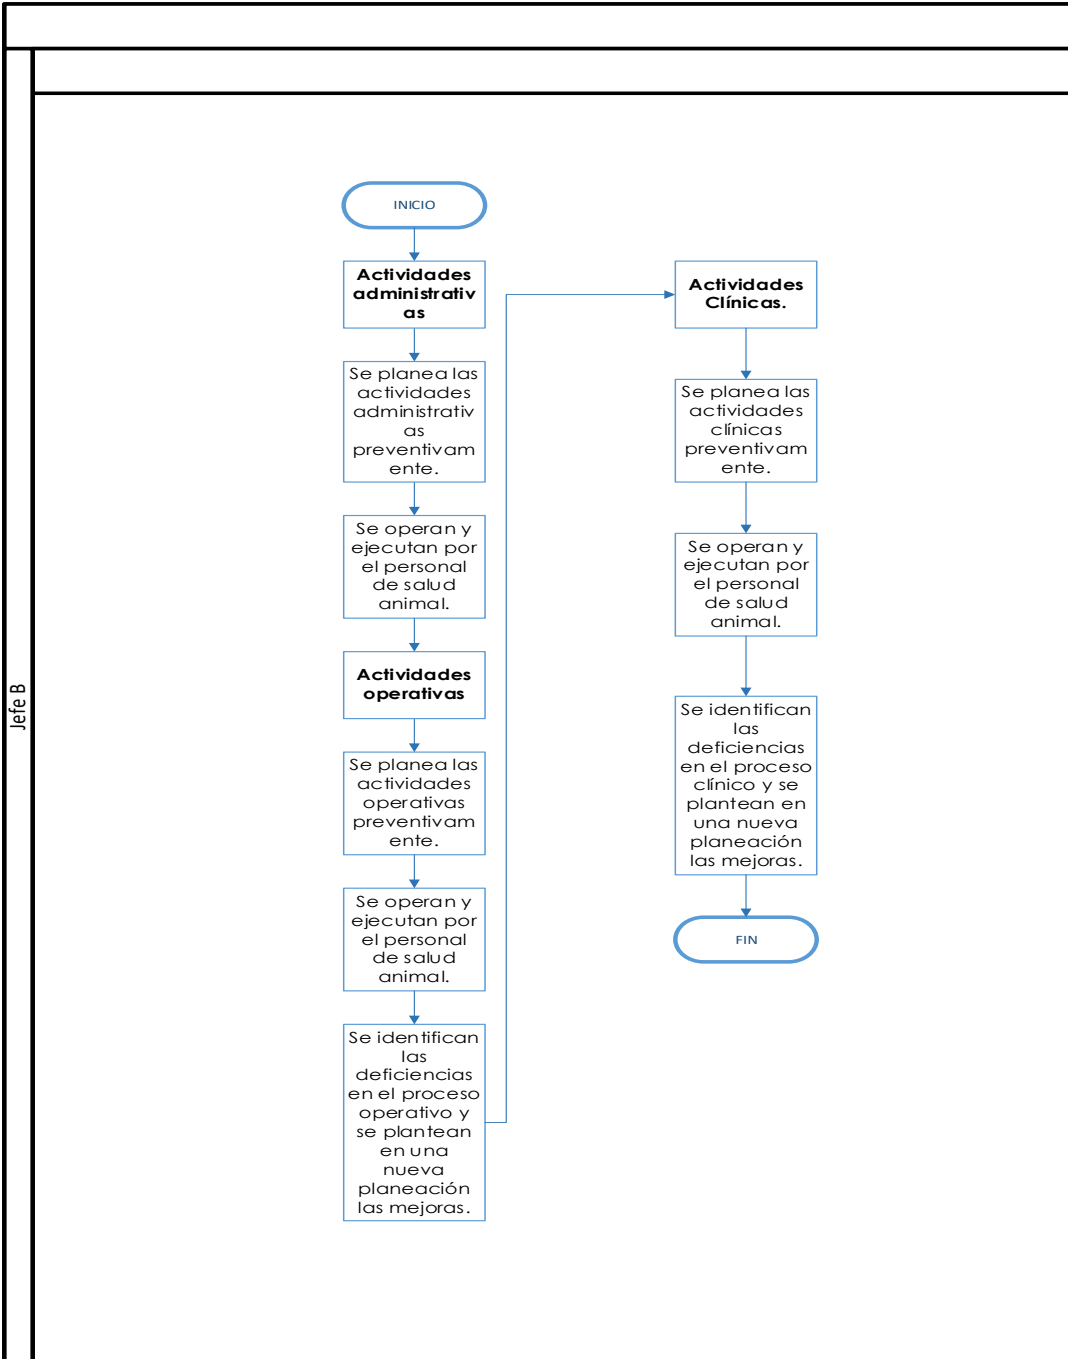 Jefe B
INICIO
Actividades
administrativ
as
Se planea las
actividades
administrativ
as
preventivam
ente.
Se operan y
ejecutan por
el personal
de salud
animal.
Actividades
operativas
Se planea las
actividades
operativas
preventivam
ente.
Se operan y
ejecutan por
el personal
de salud
animal.
Se identifican
las
deficiencias
en el proceso
operativo y
se plantean
en una
nueva
planeación
las mejoras.
Actividades
Clínicas.
Se planea las
actividades
clínicas
preventivam
ente.
Se operan y
ejecutan por
el personal
de salud
animal.
Se identifican
las
deficiencias
en el proceso
clínico y se
plantean en
una nueva
planeación
las mejoras.
FIN